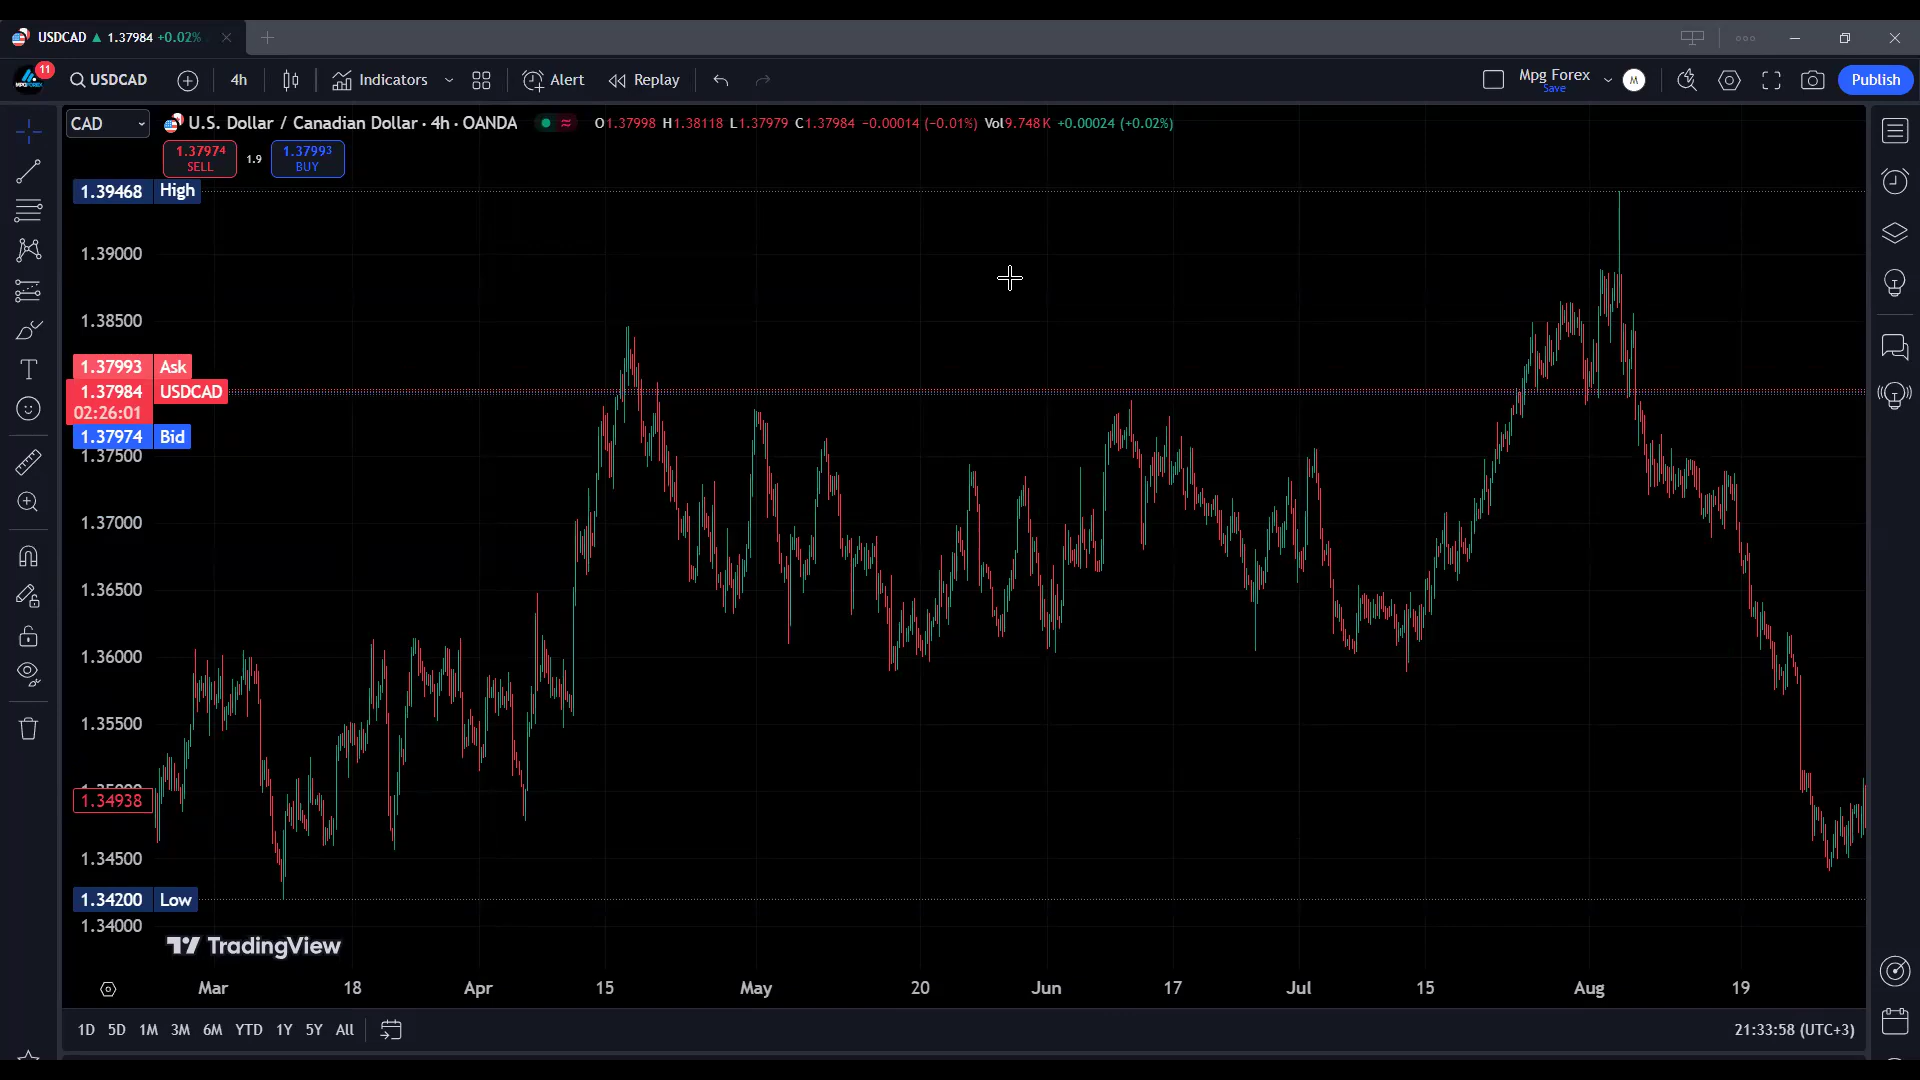 USDCAD ▲ 1.37984 +0.02%
11
MPGFOREX
USDCAD
4h
Indicators
Alert
Replay
Mpg Forex
Save
M
Publish
CAD
U.S. Dollar / Canadian Dollar · 4h · OANDA
O1.37998 H1.38118 L1.37979 C1.37984 −0.00014 (−0.01%) Vol9.748K +0.00024 (+0.02%)
1.37974 SELL
1.9
1.37993 BUY
1.39468 High
1.39000
1.38500
1.37993 Ask
1.37984 USDCAD
02:26:01
1.37974 Bid
1.37500
1.37000
1.36500
1.36000
1.35500
1.34938
1.34500
1.34200 Low
1.34000
TradingView
Mar 18 Apr 15 May 20 Jun 17 Jul 15 Aug 19
1D 5D 1M 3M 6M YTD 1Y 5Y All
21:33:58 (UTC+3)